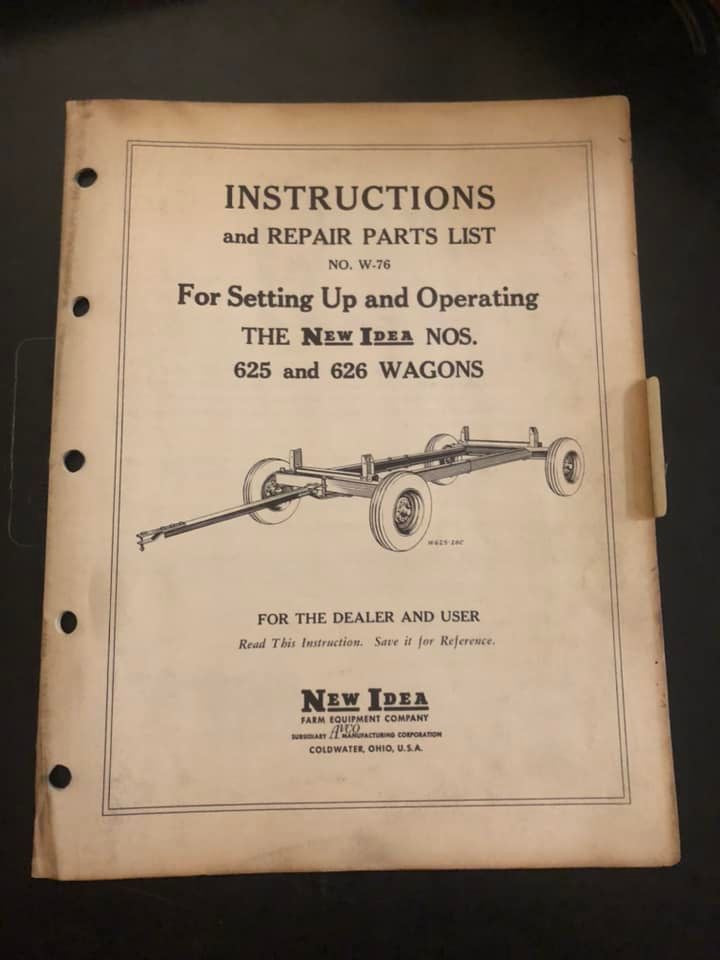 INSTRUCTIONS
and REPAIR PARTS LIST
NO. W-76
For Setting Up and Operating
THE NEW IDEA NOS.
625 and 626 WAGONS
W625-20C
FOR THE DEALER AND USER
Read This Instruction. Save it for Reference.
NEW IDEA
FARM EQUIPMENT COMPANY
SUBSIDIARY AVCO MANUFACTURING CORPORATION
COLDWATER, OHIO, U.S.A.